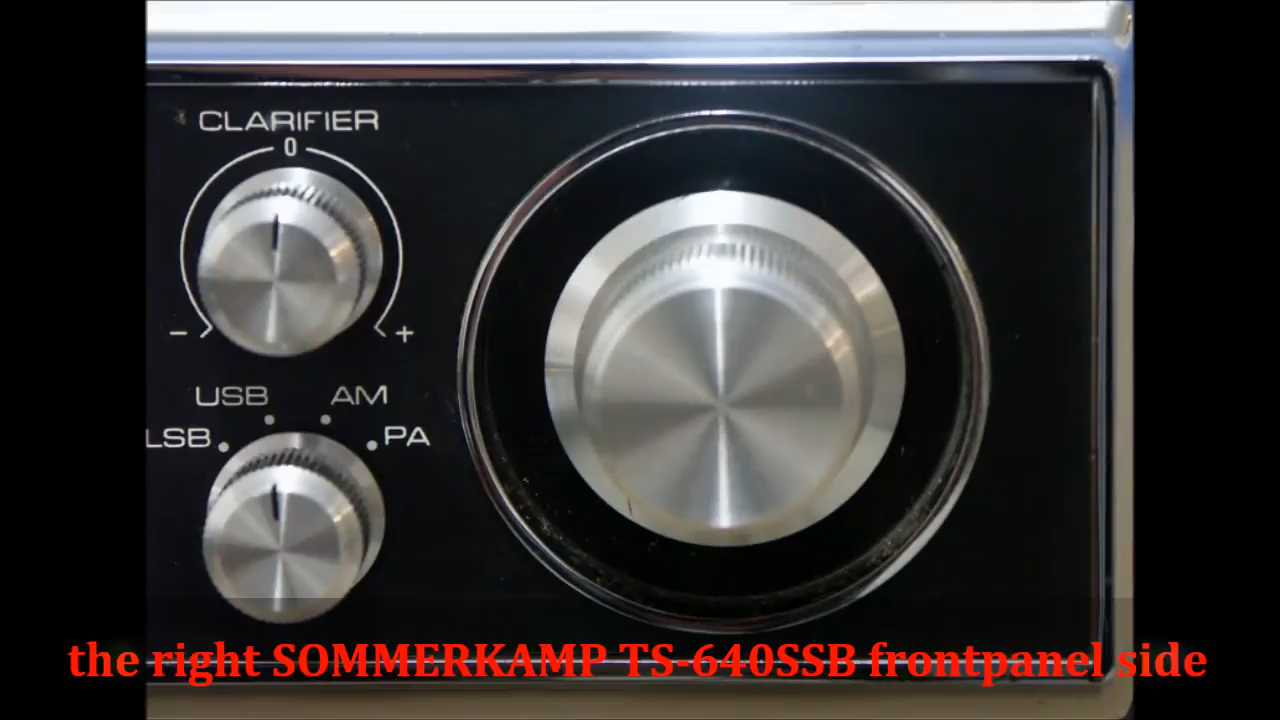 CLARIFIER
0
- +
USB AM
LSB PA
the right SOMMERKAMP TS-640SSB frontpanel side